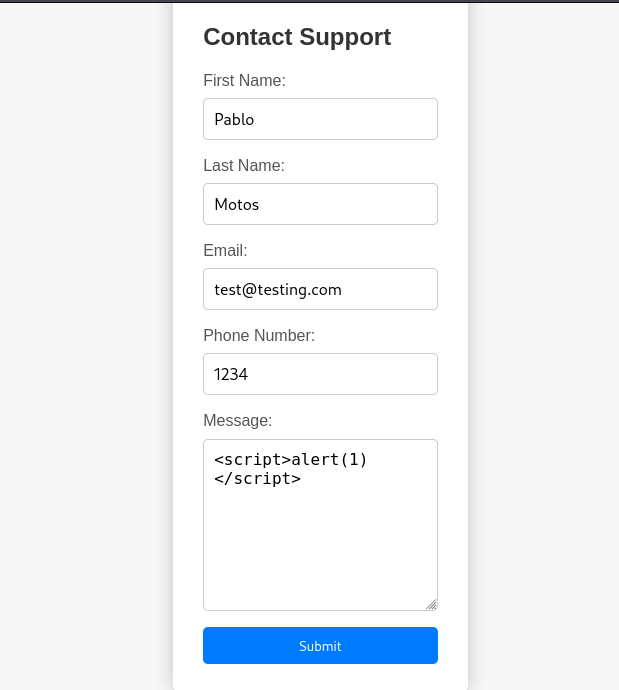 Contact Support
First Name:
Pablo
Last Name:
Motos
Email:
test@testing.com
Phone Number:
1234
Message:
<script>alert(1)
</script>
Submit